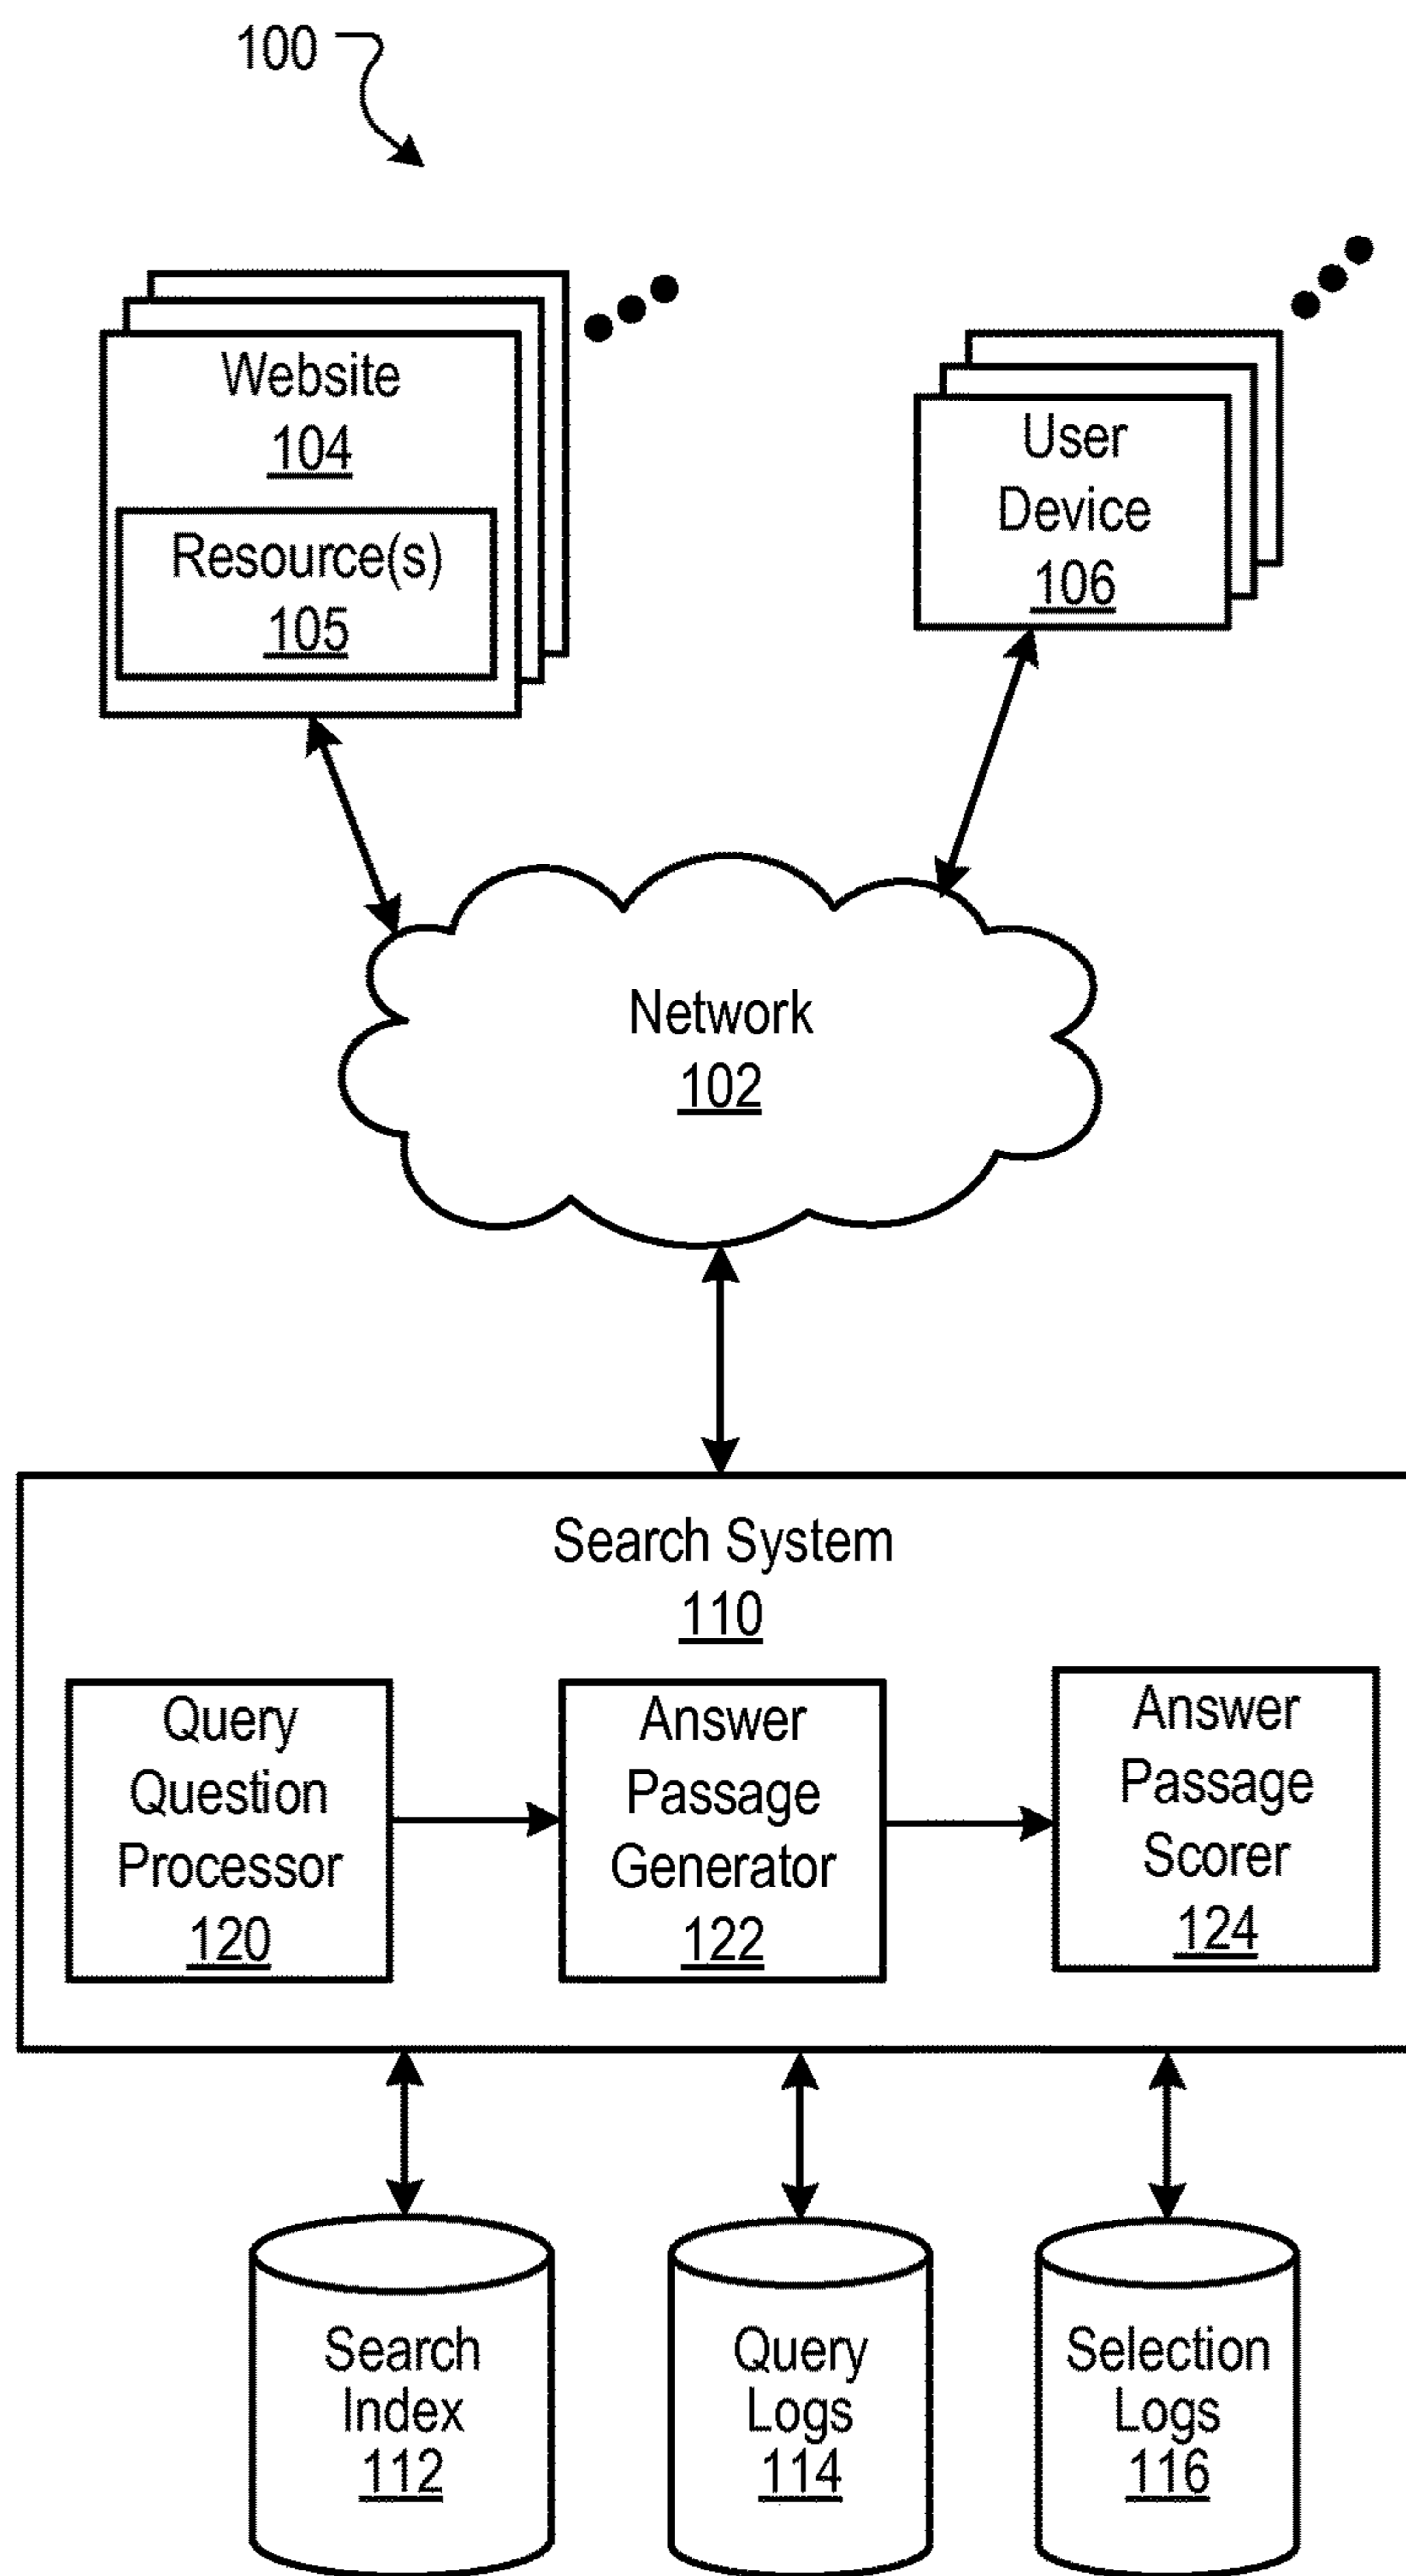 100
Website
104
Resource(s)
105
User
Device
106
Network
102
Search System
110
Query
Question
Processor
120
Answer
Passage
Generator
122
Answer
Passage
Scorer
124
Search
Index
112
Query
Logs
114
Selection
Logs
116